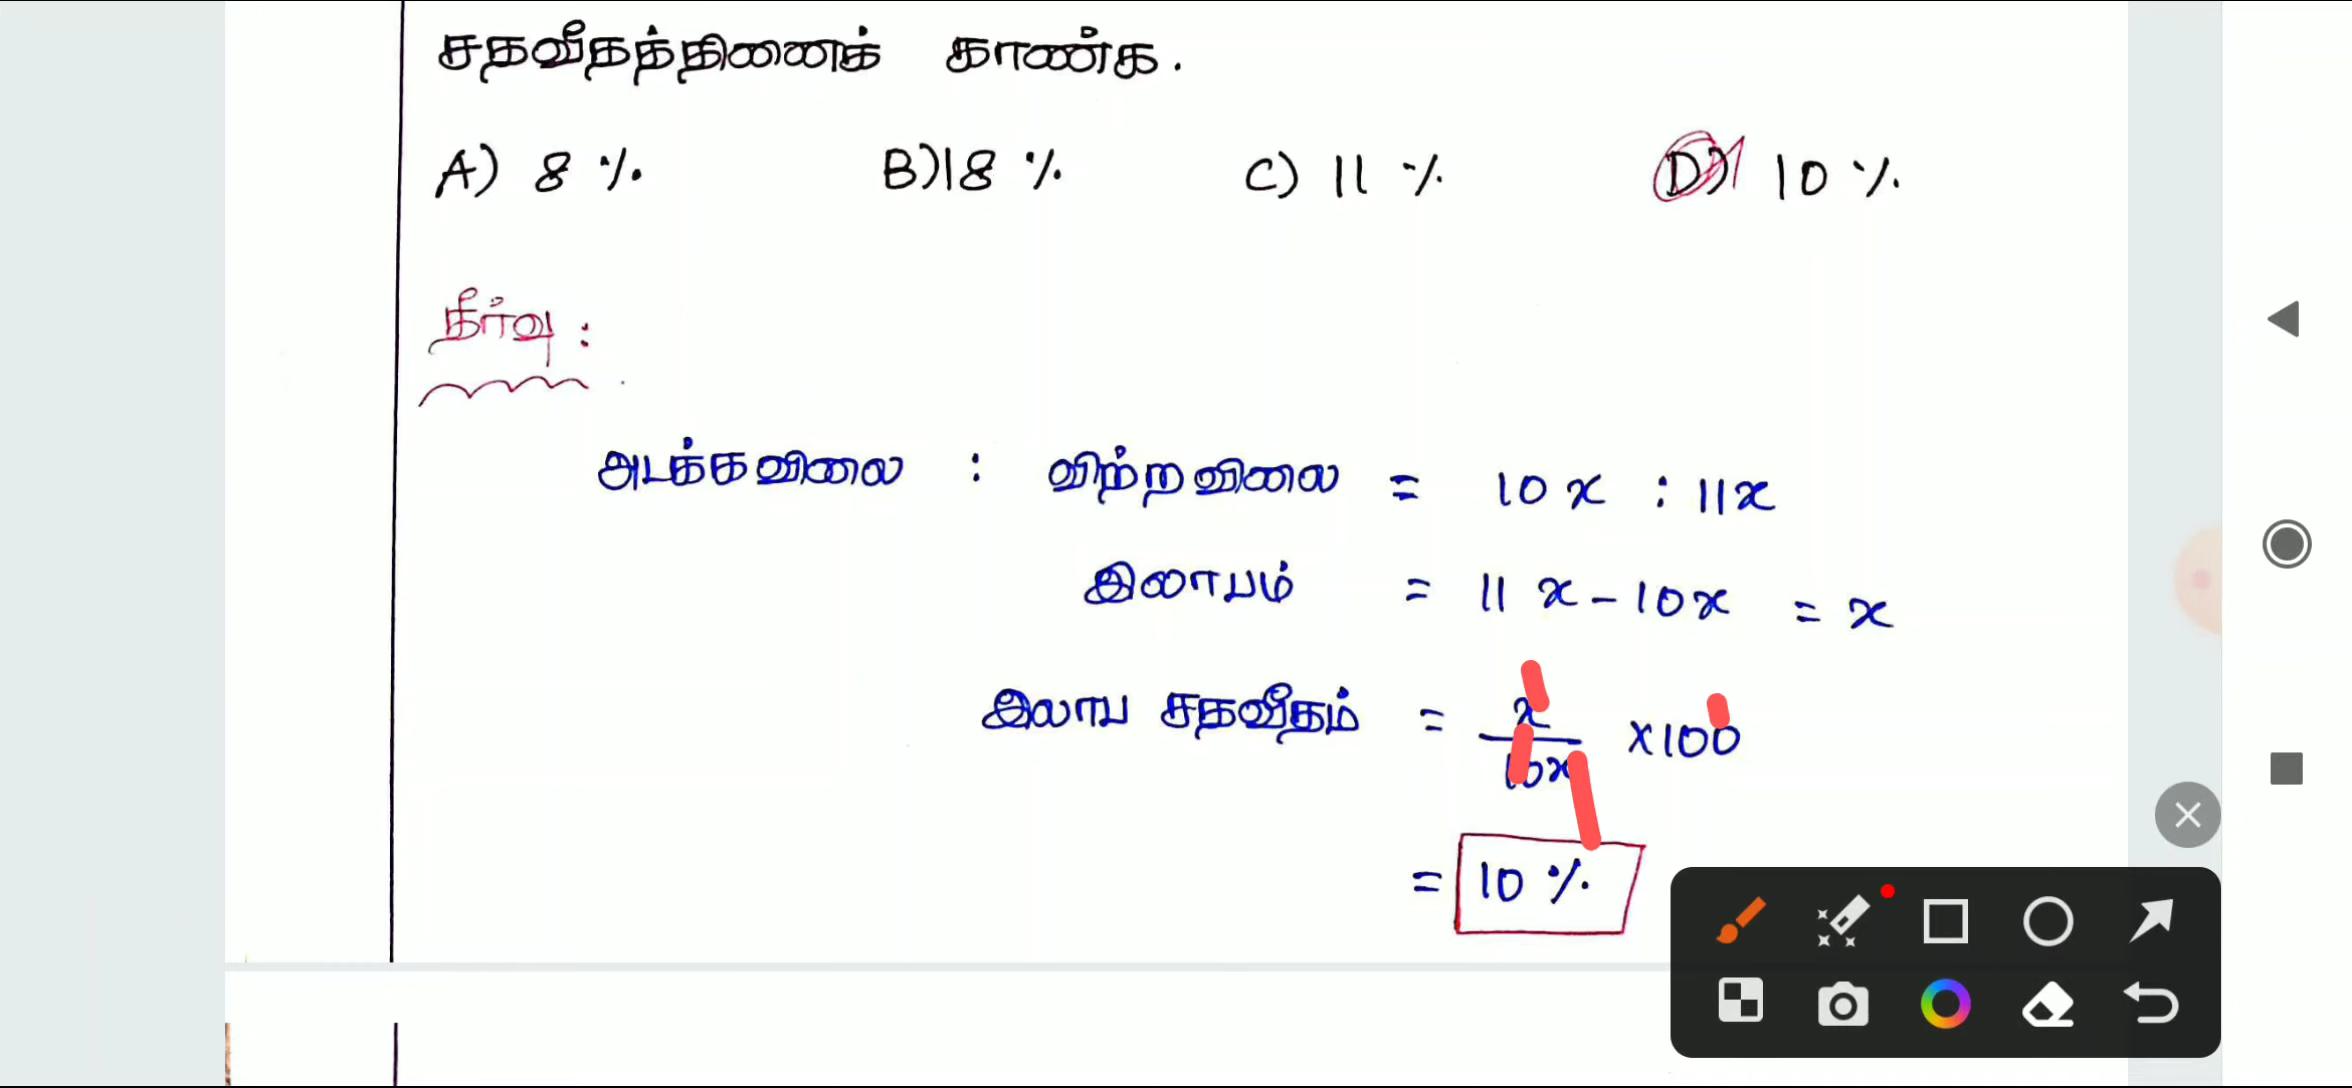 சதவீதத்திணைக் காண்க.
A) 8 % B) 18 % C) 11 % D) 10 %
தீர்வு :
அடக்கவிலை : விற்றவிலை = 10x : 11x
இலாபம் = 11x - 10x = x
இலாப சதவீதம் = x/10x × 100
= 10 %